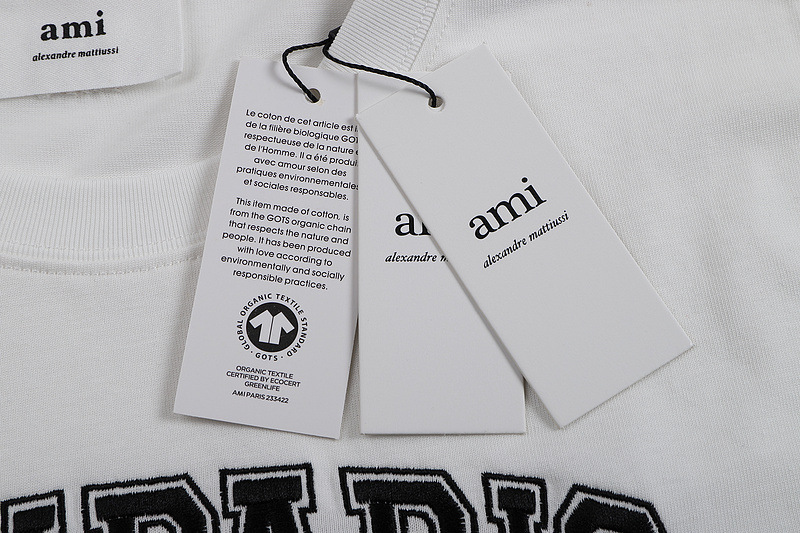 ami
alexandre mattiussi
Le coton de cet article est
de la filière biologique GOT
respectueuse de la nature
de l'Homme. Il a été produi
avec amour selon des
pratiques environnementales
et sociales responsables.
This item made of cotton, is
from the GOTS organic chain
that respects the nature and
people. It has been produced
with love according to
environmentally and socially
responsible practices.
GLOBAL ORGANIC TEXTILE STANDARD
· GOTS ·
ORGANIC TEXTILE
CERTIFIED BY ECOCERT
GREENLIFE
AMI PARIS 233422
a
alexandre m
ami
alexandre mattiussi
PARIS